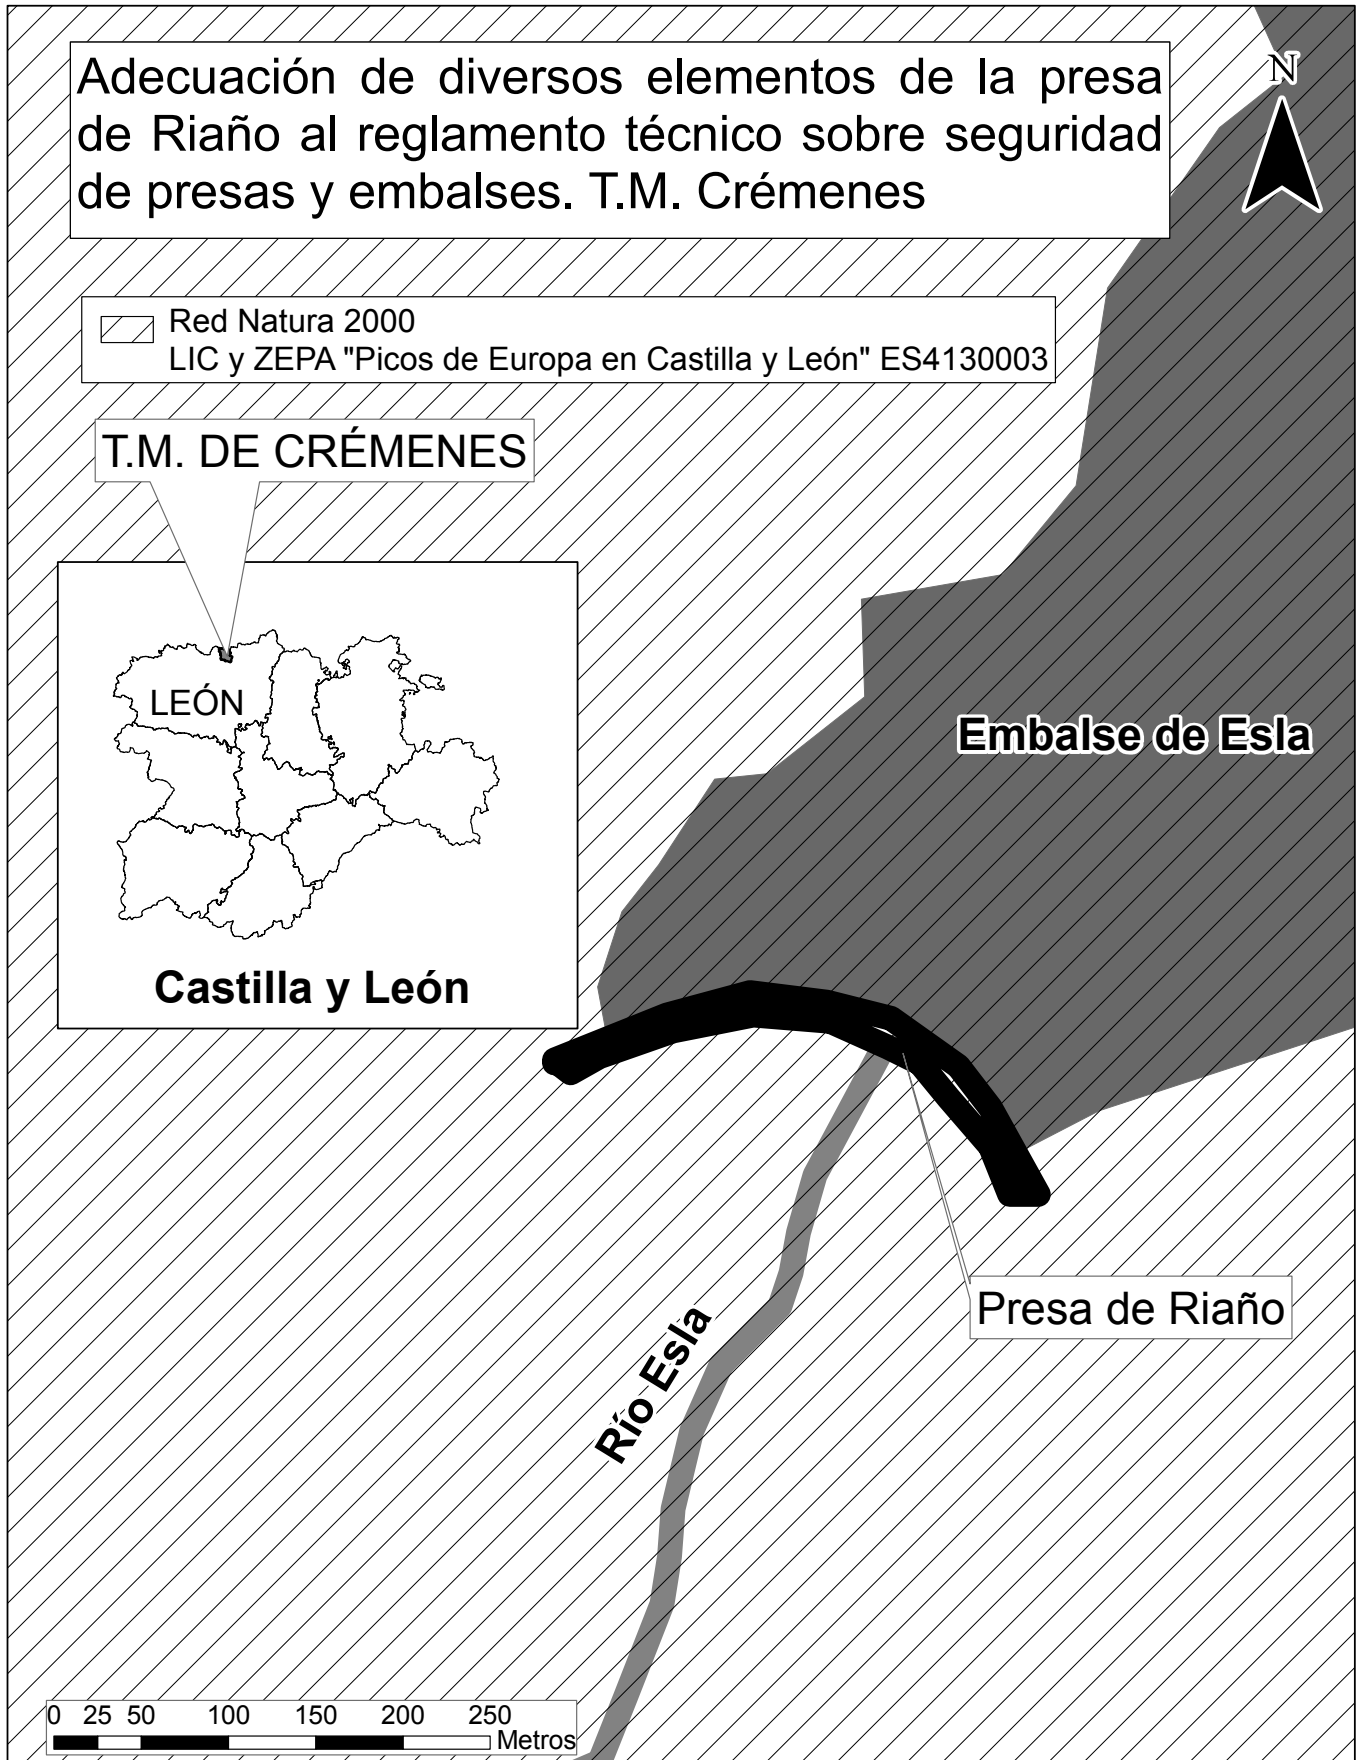 Adecuación de diversos elementos de la presa
de Riaño al reglamento técnico sobre seguridad
de presas y embalses. T.M. Crémenes
N
Red Natura 2000
LIC y ZEPA "Picos de Europa en Castilla y León" ES4130003
T.M. DE CRÉMENES
LEÓN
Castilla y León
Embalse de Esla
Presa de Riaño
Río Esla
0 25 50 100 150 200 250
Metros